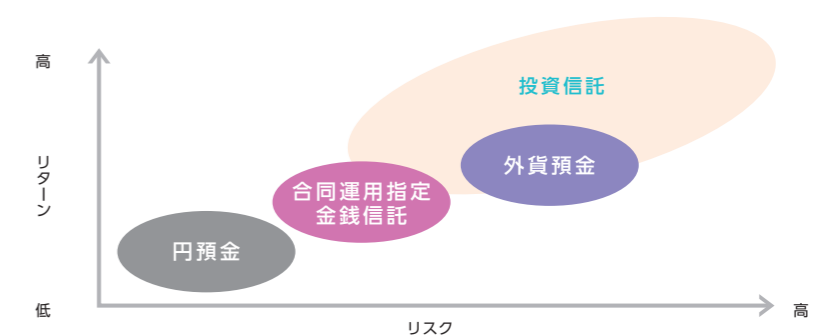 高
投資信託
リターン
外貨預金
合同運用指定
金銭信託
円預金
低
高
リスク